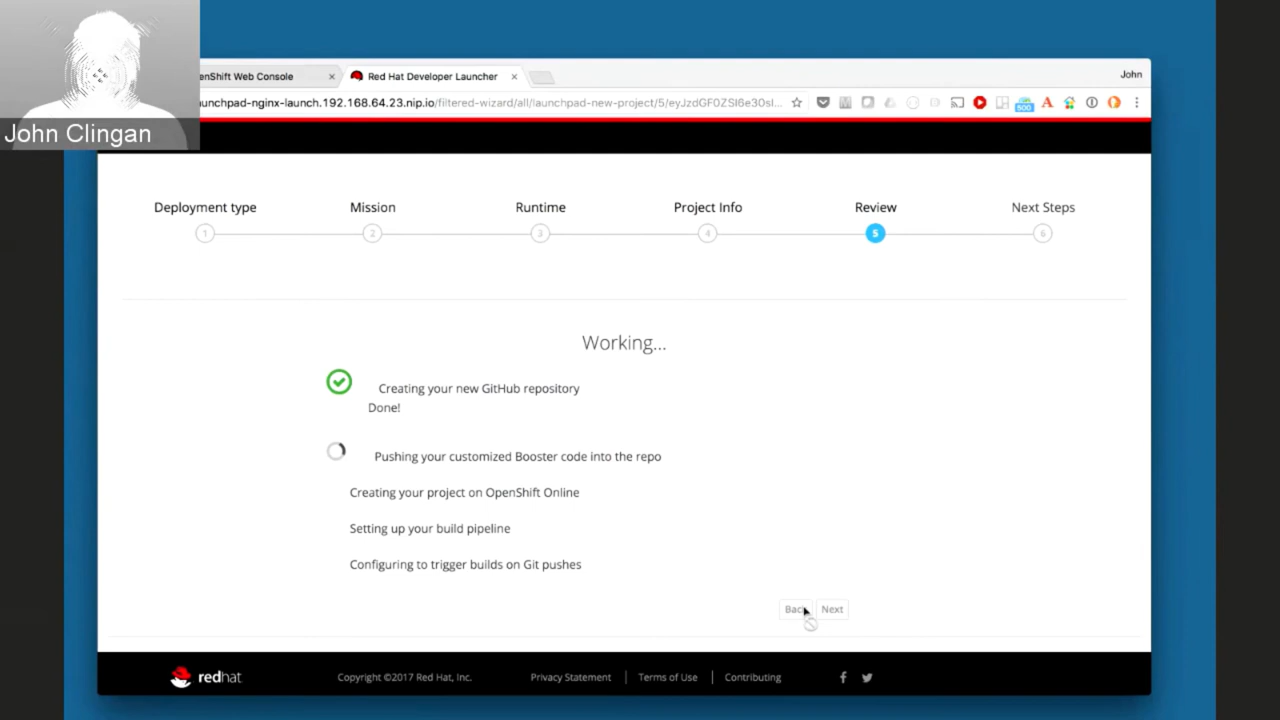 John Clingan
enShift Web Console
Red Hat Developer Launcher
John
unchpad-nginx-launch.192.168.64.23.nip.io/filtered-wizard/all/launchpad-new-project/5/eyJzdGF0ZSI6e30sI...
500
A
Deployment type
Mission
Runtime
Project Info
Review
Next Steps
1
2
3
4
5
6
Working...
Creating your new GitHub repository
Done!
Pushing your customized Booster code into the repo
Creating your project on OpenShift Online
Setting up your build pipeline
Configuring to trigger builds on Git pushes
Back Next
redhat
Copyright ©2017 Red Hat, Inc.
Privacy Statement | Terms of Use | Contributing